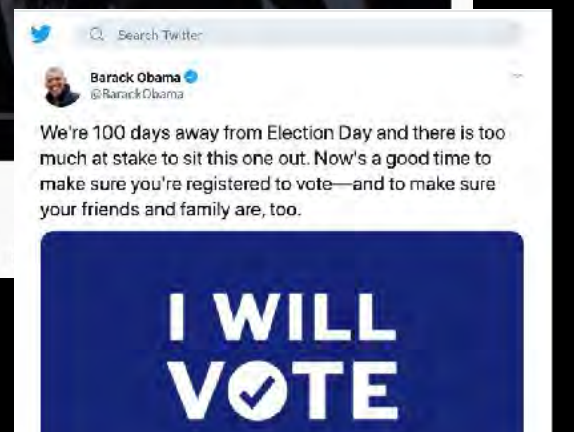 Search Twitter
Barack Obama
@BarackObama
We're 100 days away from Election Day and there is too
much at stake to sit this one out. Now's a good time to
make sure you're registered to vote—and to make sure
your friends and family are, too.
I WILL
VOTE